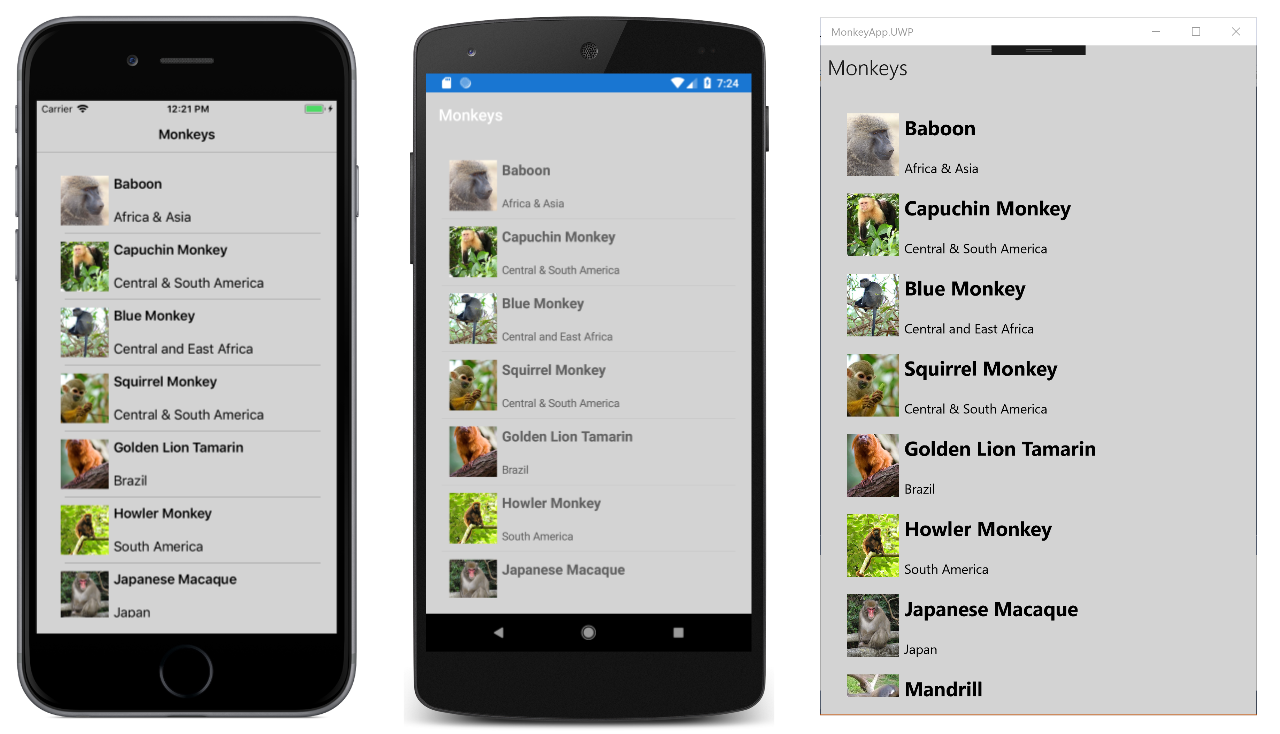 Carrier
12:21 PM
Monkeys
Baboon
Africa & Asia
Capuchin Monkey
Central & South America
Blue Monkey
Central and East Africa
Squirrel Monkey
Central & South America
Golden Lion Tamarin
Brazil
Howler Monkey
South America
Japanese Macaque
Japan
7:24
Monkeys
Baboon
Africa & Asia
Capuchin Monkey
Central & South America
Blue Monkey
Central and East Africa
Squirrel Monkey
Central & South America
Golden Lion Tamarin
Brazil
Howler Monkey
South America
Japanese Macaque
MonkeyApp.UWP
Monkeys
Baboon
Africa & Asia
Capuchin Monkey
Central & South America
Blue Monkey
Central and East Africa
Squirrel Monkey
Central & South America
Golden Lion Tamarin
Brazil
Howler Monkey
South America
Japanese Macaque
Japan
Mandrill